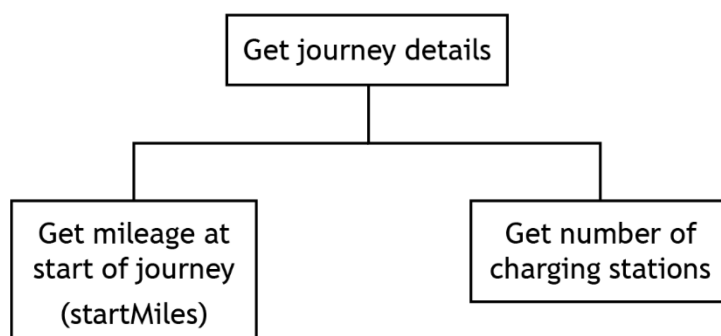 Get journey details
Get mileage at
start of journey
(startMiles)
Get number of
charging stations